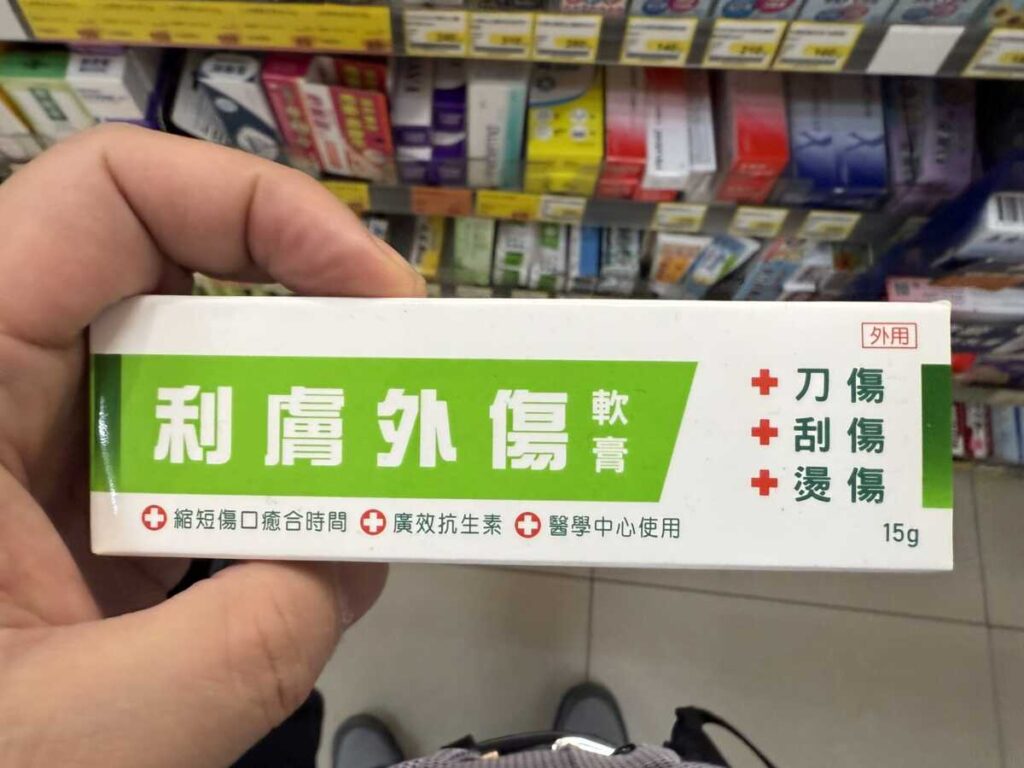 外用
利膚外傷軟膏
刀傷
刮傷
燙傷
縮短傷口癒合時間 廣效抗生素 醫學中心使用
15g